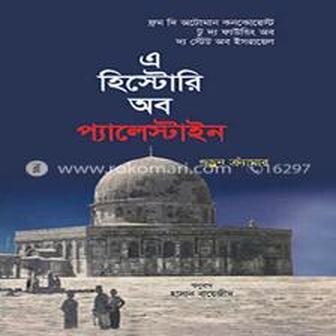 ফ্রম দি অটোমান কনকোয়েস্ট
টু দ্য ফাউন্ডিং অব
দ্য স্টেট অব ইসরায়েল
এ
হিস্টোরি
অব
প্যালেস্টাইন
www.rokomari.com 16297
অনুবাদ
হাসান বায়েজীদ